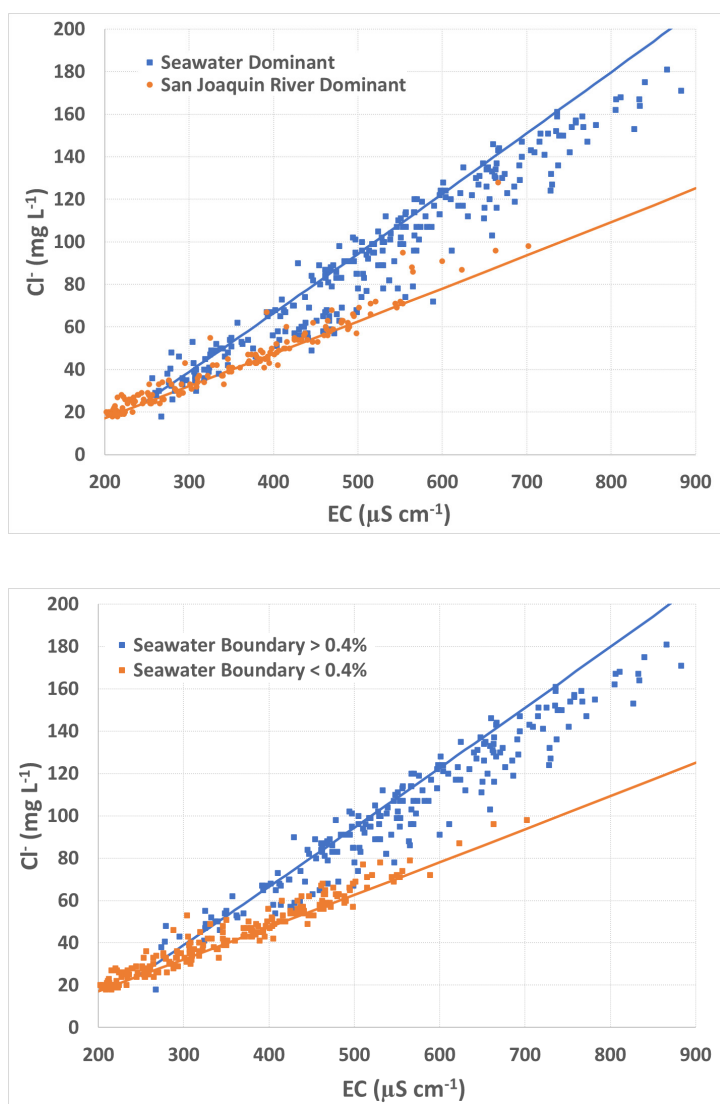 200
180
160
140
120
100
80
60
40
20
0
Cl- (mg L-1)
Seawater Dominant
San Joaquin River Dominant
200 300 400 500 600 700 800 900
EC (µS cm-1)
200
180
160
140
120
100
80
60
40
20
0
Cl- (mg L-1)
Seawater Boundary > 0.4%
Seawater Boundary < 0.4%
200 300 400 500 600 700 800 900
EC (µS cm-1)